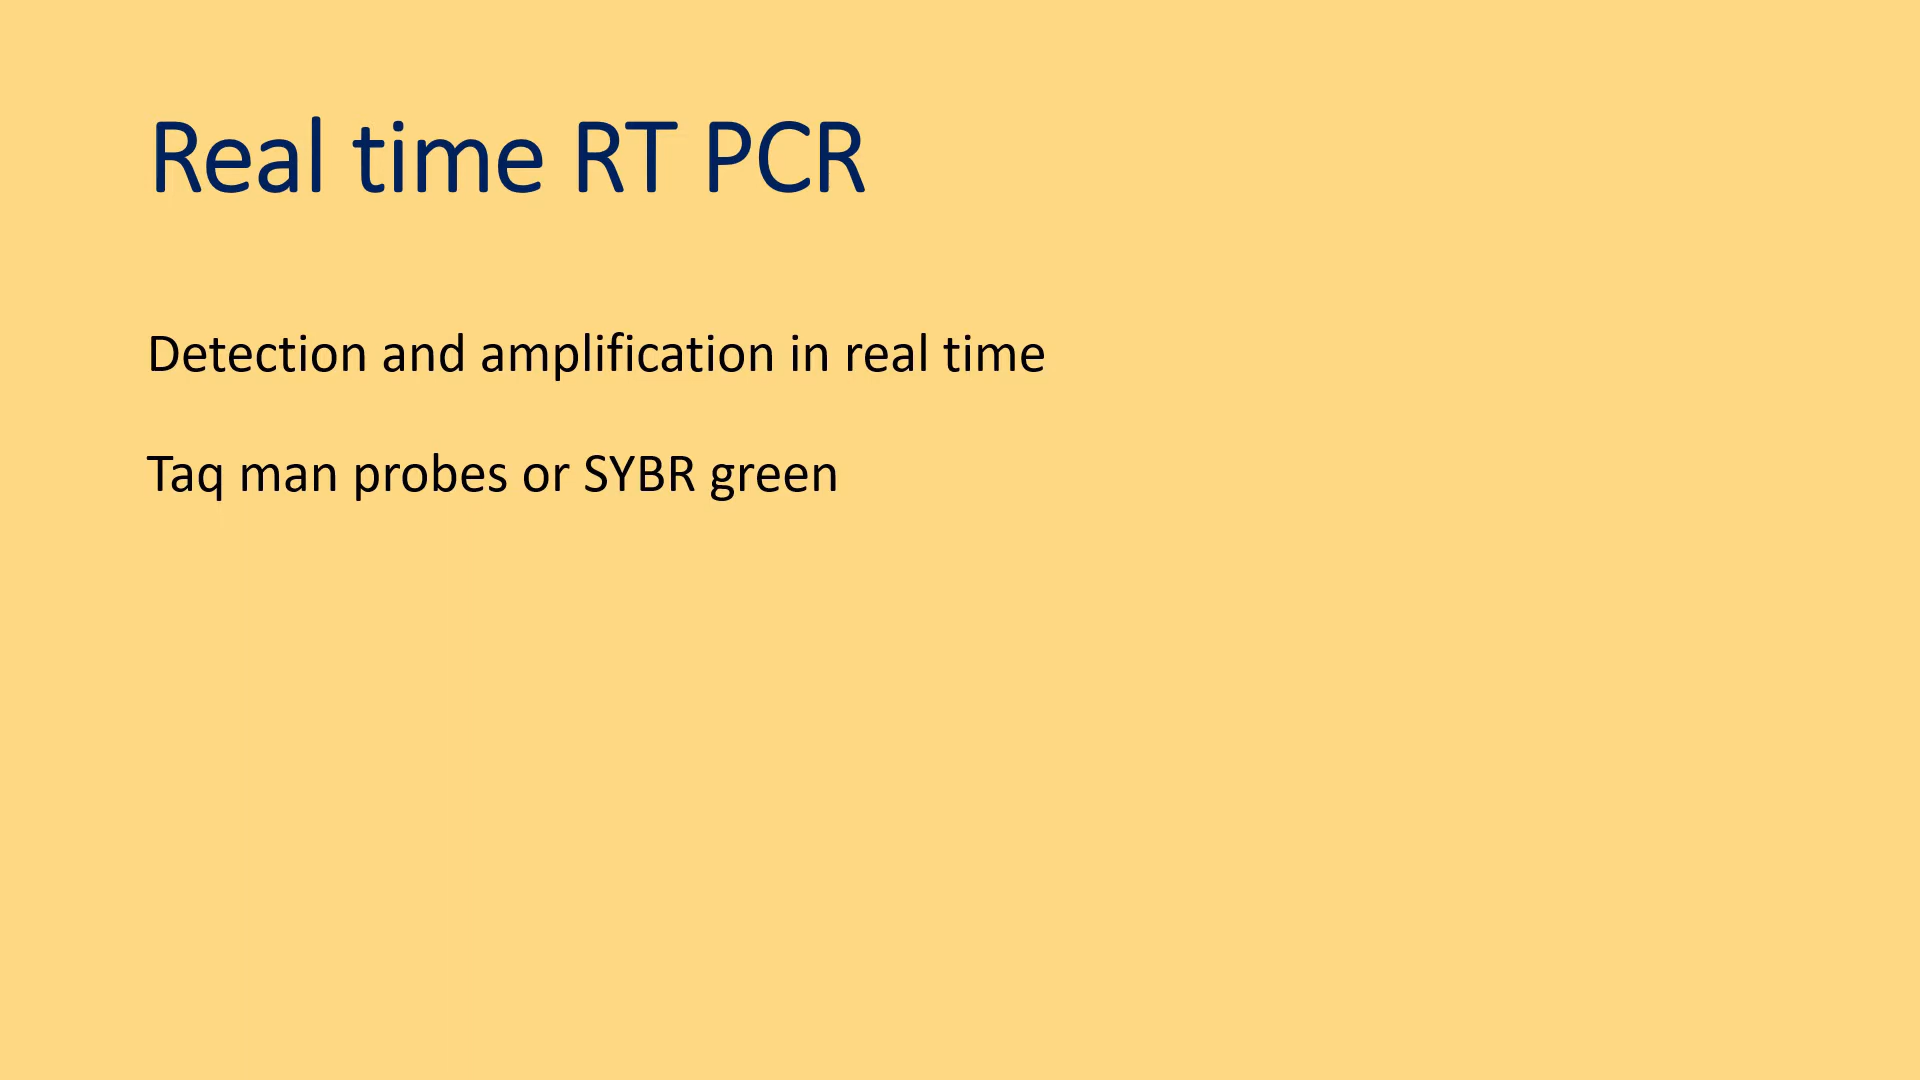 Real time RT PCR
Detection and amplification in real time
Taq man probes or SYBR green